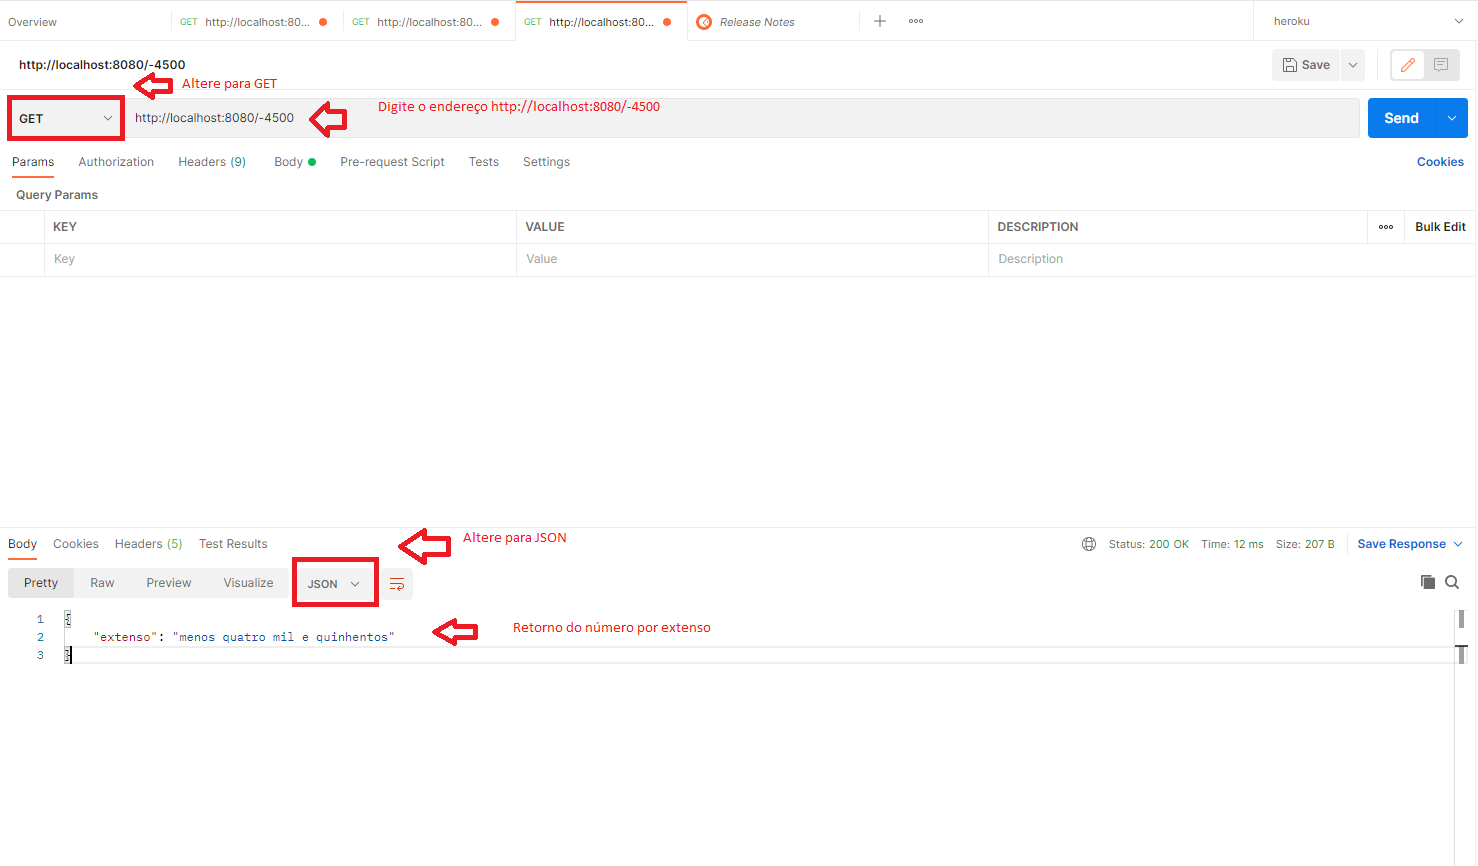 Overview
GET http://localhost:80...
GET http://localhost:80...
GET http://localhost:80...
Release Notes
heroku
http://localhost:8080/-4500
Save
Altere para GET
GET
http://localhost:8080/-4500
Digite o endereço http://localhost:8080/-4500
Send
Params Authorization Headers (9) Body Pre-request Script Tests Settings Cookies
Query Params
KEY VALUE DESCRIPTION Bulk Edit
Key Value Description
Altere para JSON
Body Cookies Headers (5) Test Results Status: 200 OK Time: 12 ms Size: 207 B Save Response
Pretty Raw Preview Visualize JSON
1 {
2 "extenso": "menos quatro mil e quinhentos"
Retorno do número por extenso
3 }